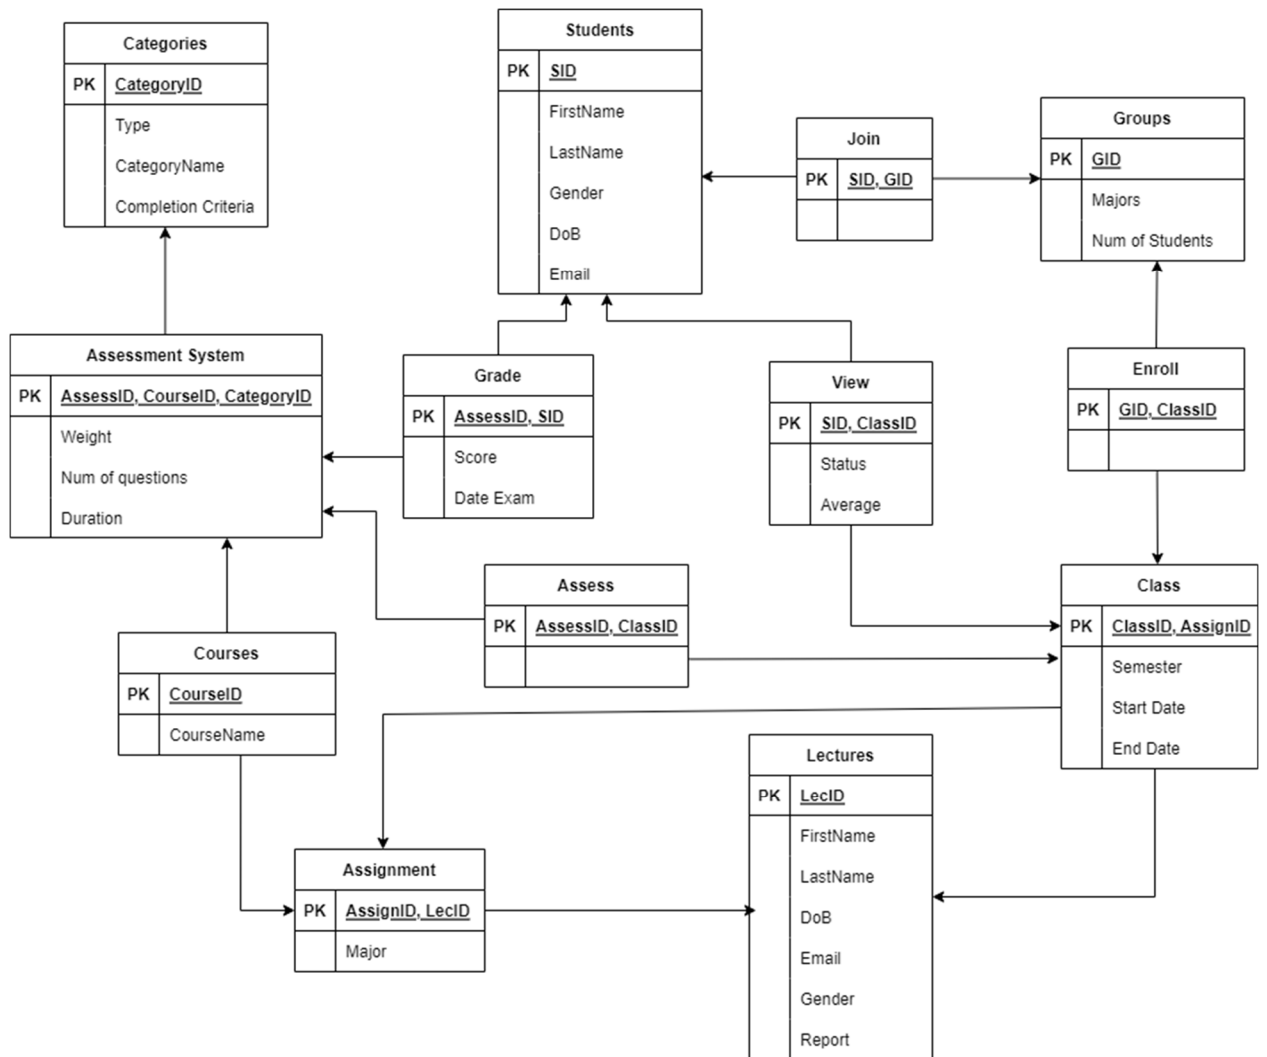 Categories
PK CategoryID
Type
CategoryName
Completion Criteria
Students
PK SID
FirstName
LastName
Gender
DoB
Email
Join
PK SID, GID
Groups
PK GID
Majors
Num of Students
Assessment System
PK AssessID, CourseID, CategoryID
Weight
Num of questions
Duration
Grade
PK AssessID, SID
Score
Date Exam
View
PK SID, ClassID
Status
Average
Enroll
PK GID, ClassID
Assess
PK AssessID, ClassID
Class
PK ClassID, AssignID
Semester
Start Date
End Date
Courses
PK CourseID
CourseName
Assignment
PK AssignID, LecID
Major
Lectures
PK LecID
FirstName
LastName
DoB
Email
Gender
Report